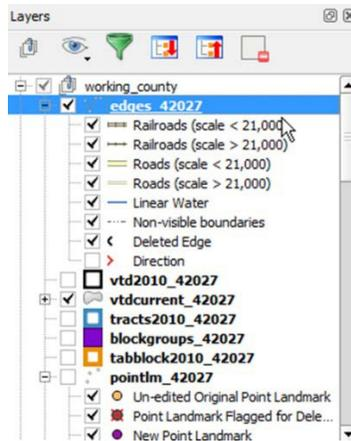 Layers
working_county
edges_42027
Railroads (scale < 21,000)
Railroads (scale > 21,000)
Roads (scale < 21,000)
Roads (scale > 21,000)
Linear Water
Non-visible boundaries
Deleted Edge
Direction
vtd2010_42027
vtdcurrent_42027
tracts2010_42027
blockgroups_42027
tabblock2010_42027
pointlm_42027
Un-edited Original Point Landmark
Point Landmark Flagged for Dele...
New Point Landmark